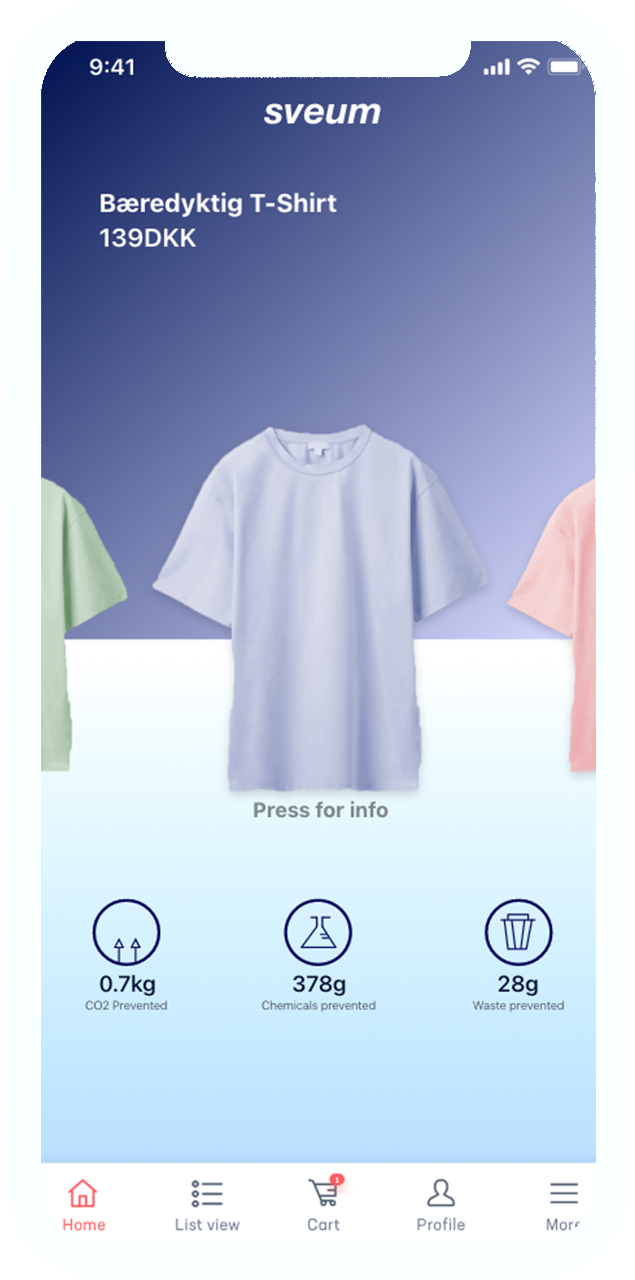 9:41
sveum
Bæredyktig T-Shirt
139DKK
Press for info
0.7kg
378g
28g
CO2 Prevented
Chemicals prevented
Waste prevented
1
Home
List view
Cart
Profile
More